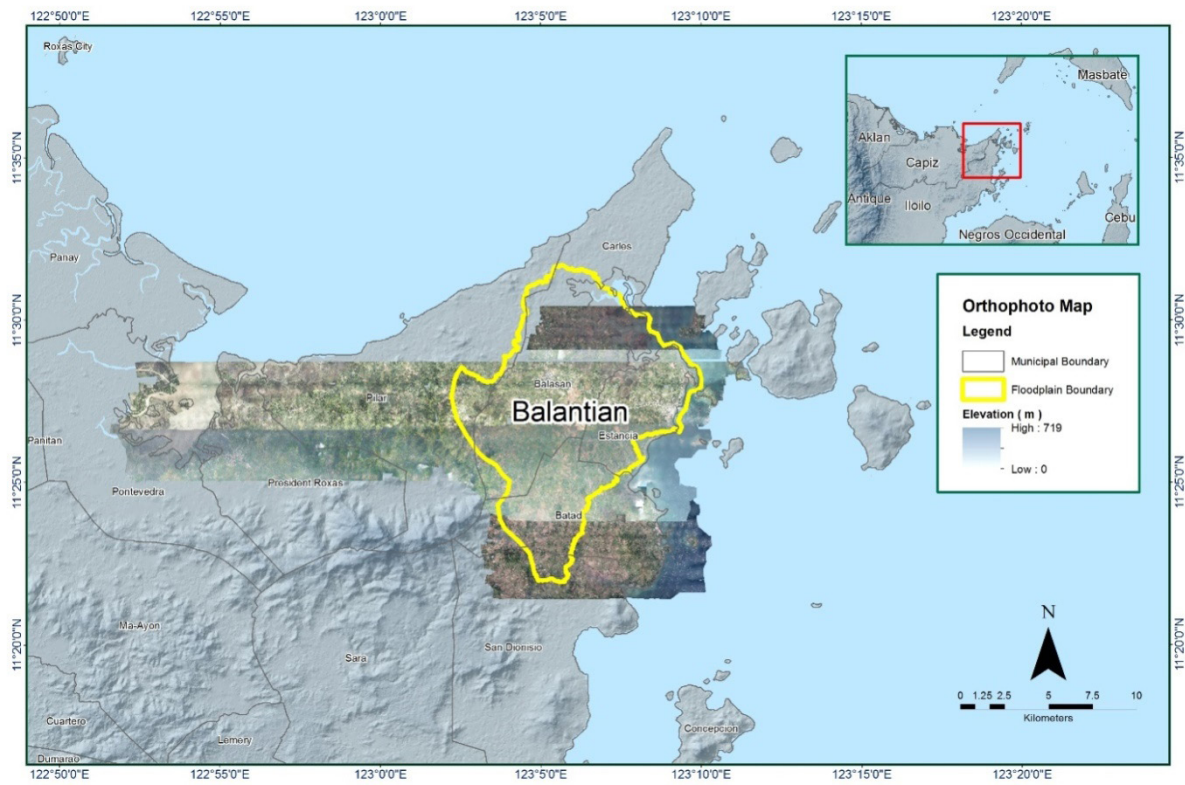 122°50'0"E 122°55'0"E 123°0'0"E 123°5'0"E 123°10'0"E 123°15'0"E 123°20'0"E
Roxas City
Masbate
Aklan
Capiz
Antique
Iloilo
Cebu
Negros Occidental
11°35'0"N 11°35'0"N
Carlos
Panay
11°30'0"N 11°30'0"N
Orthophoto Map
Legend
Municipal Boundary
Floodplain Boundary
Elevation ( m )
High : 719
Low : 0
Balasan
Pilar
Balantian
Estancia
Panitan
11°25'0"N 11°25'0"N
President Roxas
Pontevedra
Batad
Ma-Ayon
11°20'0"N 11°20'0"N
San Dionisio
Sara
N
0 1.25 2.5 5 7.5 10
Kilometers
Cuartero
Concepcion
Lemery
Dumarao
122°50'0"E 122°55'0"E 123°0'0"E 123°5'0"E 123°10'0"E 123°15'0"E 123°20'0"E